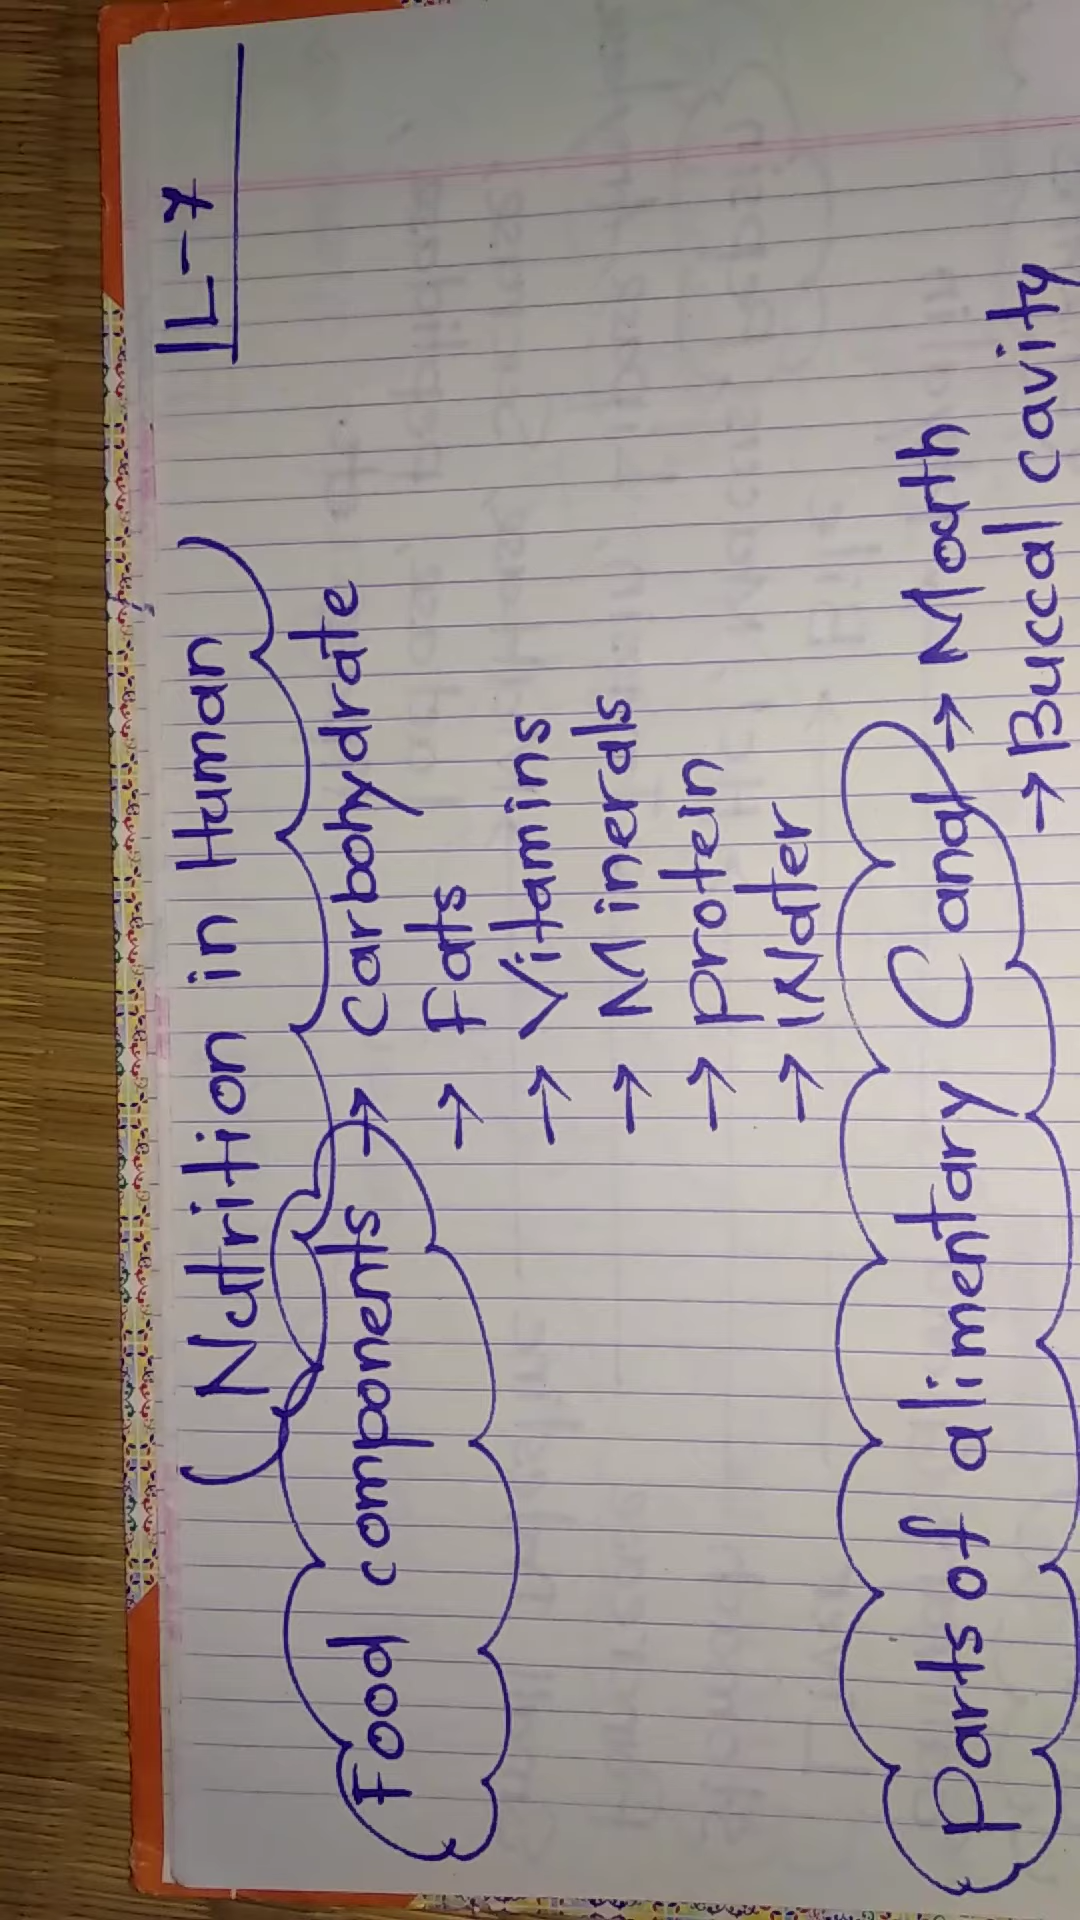 L-7
(Nutrition in Human)
Food components → Carbohydrate
→ Fats
→ Vitamins
→ Minerals
→ Protein
→ Water
Parts of alimentary Canal → Mouth
→ Buccal cavity